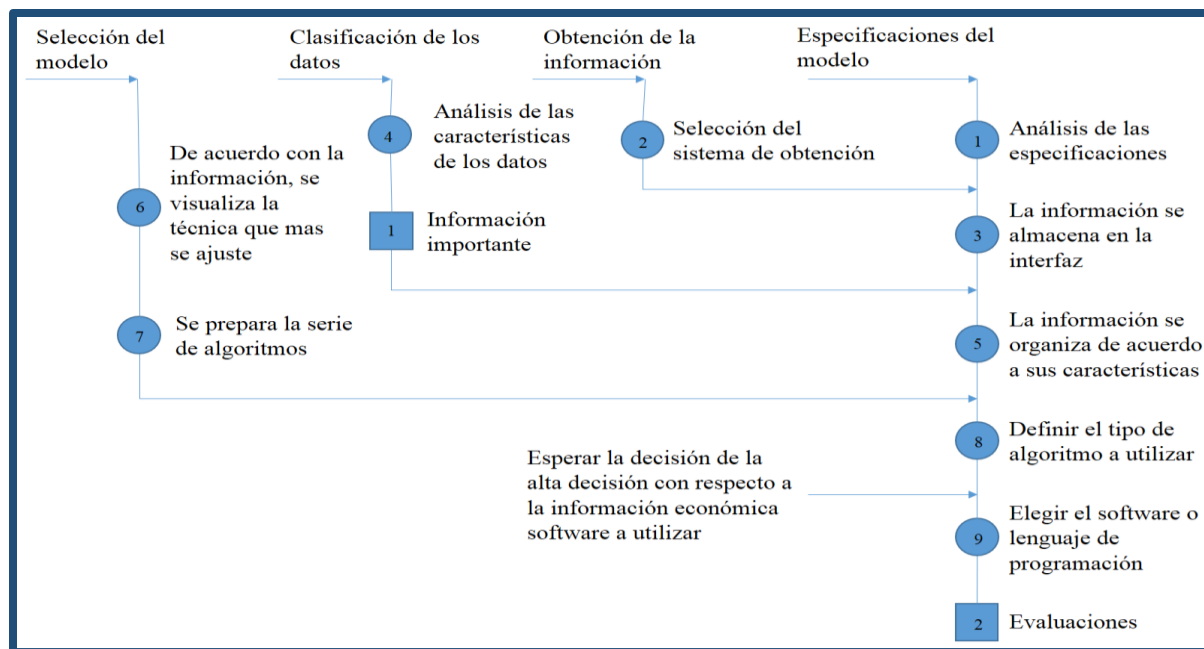 Selección del
modelo
Clasificación de los
datos
Obtención de la
información
Especificaciones del
modelo
4
Análisis de las
características
de los datos
2
Selección del
sistema de obtención
1
Análisis de las
especificaciones
6
De acuerdo con la
información, se
visualiza la
técnica que mas
se ajuste
1
Información
importante
3
La información se
almacena en la
interfaz
7
Se prepara la serie
de algoritmos
5
La información se
organiza de acuerdo
a sus características
8
Definir el tipo de
algoritmo a utilizar
Esperar la decisión de la
alta decisión con respecto a
la información económica
software a utilizar
9
Elegir el software o
lenguaje de
programación
2
Evaluaciones